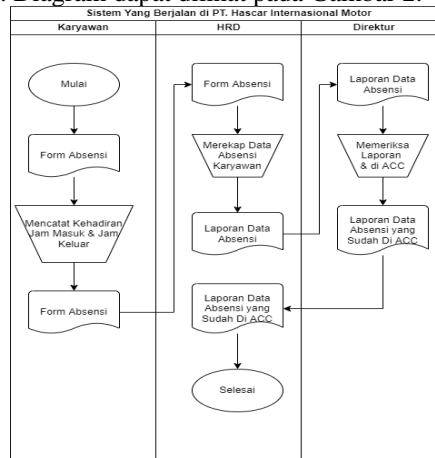 Sistem Yang Berjalan di PT. Hascar Internasional Motor
Karyawan
HRD
Direktur
Mulai
Form Absensi
Mencatat Kehadiran
Jam Masuk & Jam
Keluar
Form Absensi
Form Absensi
Merekap Data
Absensi
Karyawan
Laporan Data
Absensi
Laporan Data
Absensi yang
Sudah Di ACC
Selesai
Laporan Data
Absensi
Memeriksa
Laporan
& di ACC
Laporan Data
Absensi yang
Sudah Di ACC